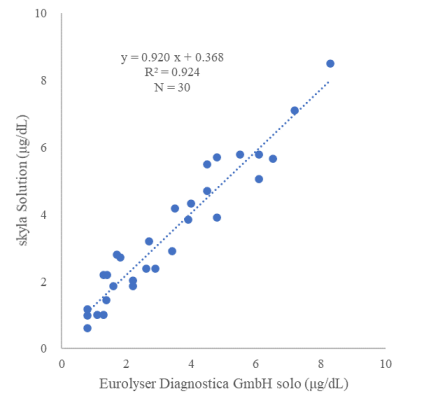 10
8
6
4
2
0
skyla Solution (μg/dL)
y = 0.920 x + 0.368
R² = 0.924
N = 30
0 2 4 6 8 10
Eurolyser Diagnostica GmbH solo (μg/dL)